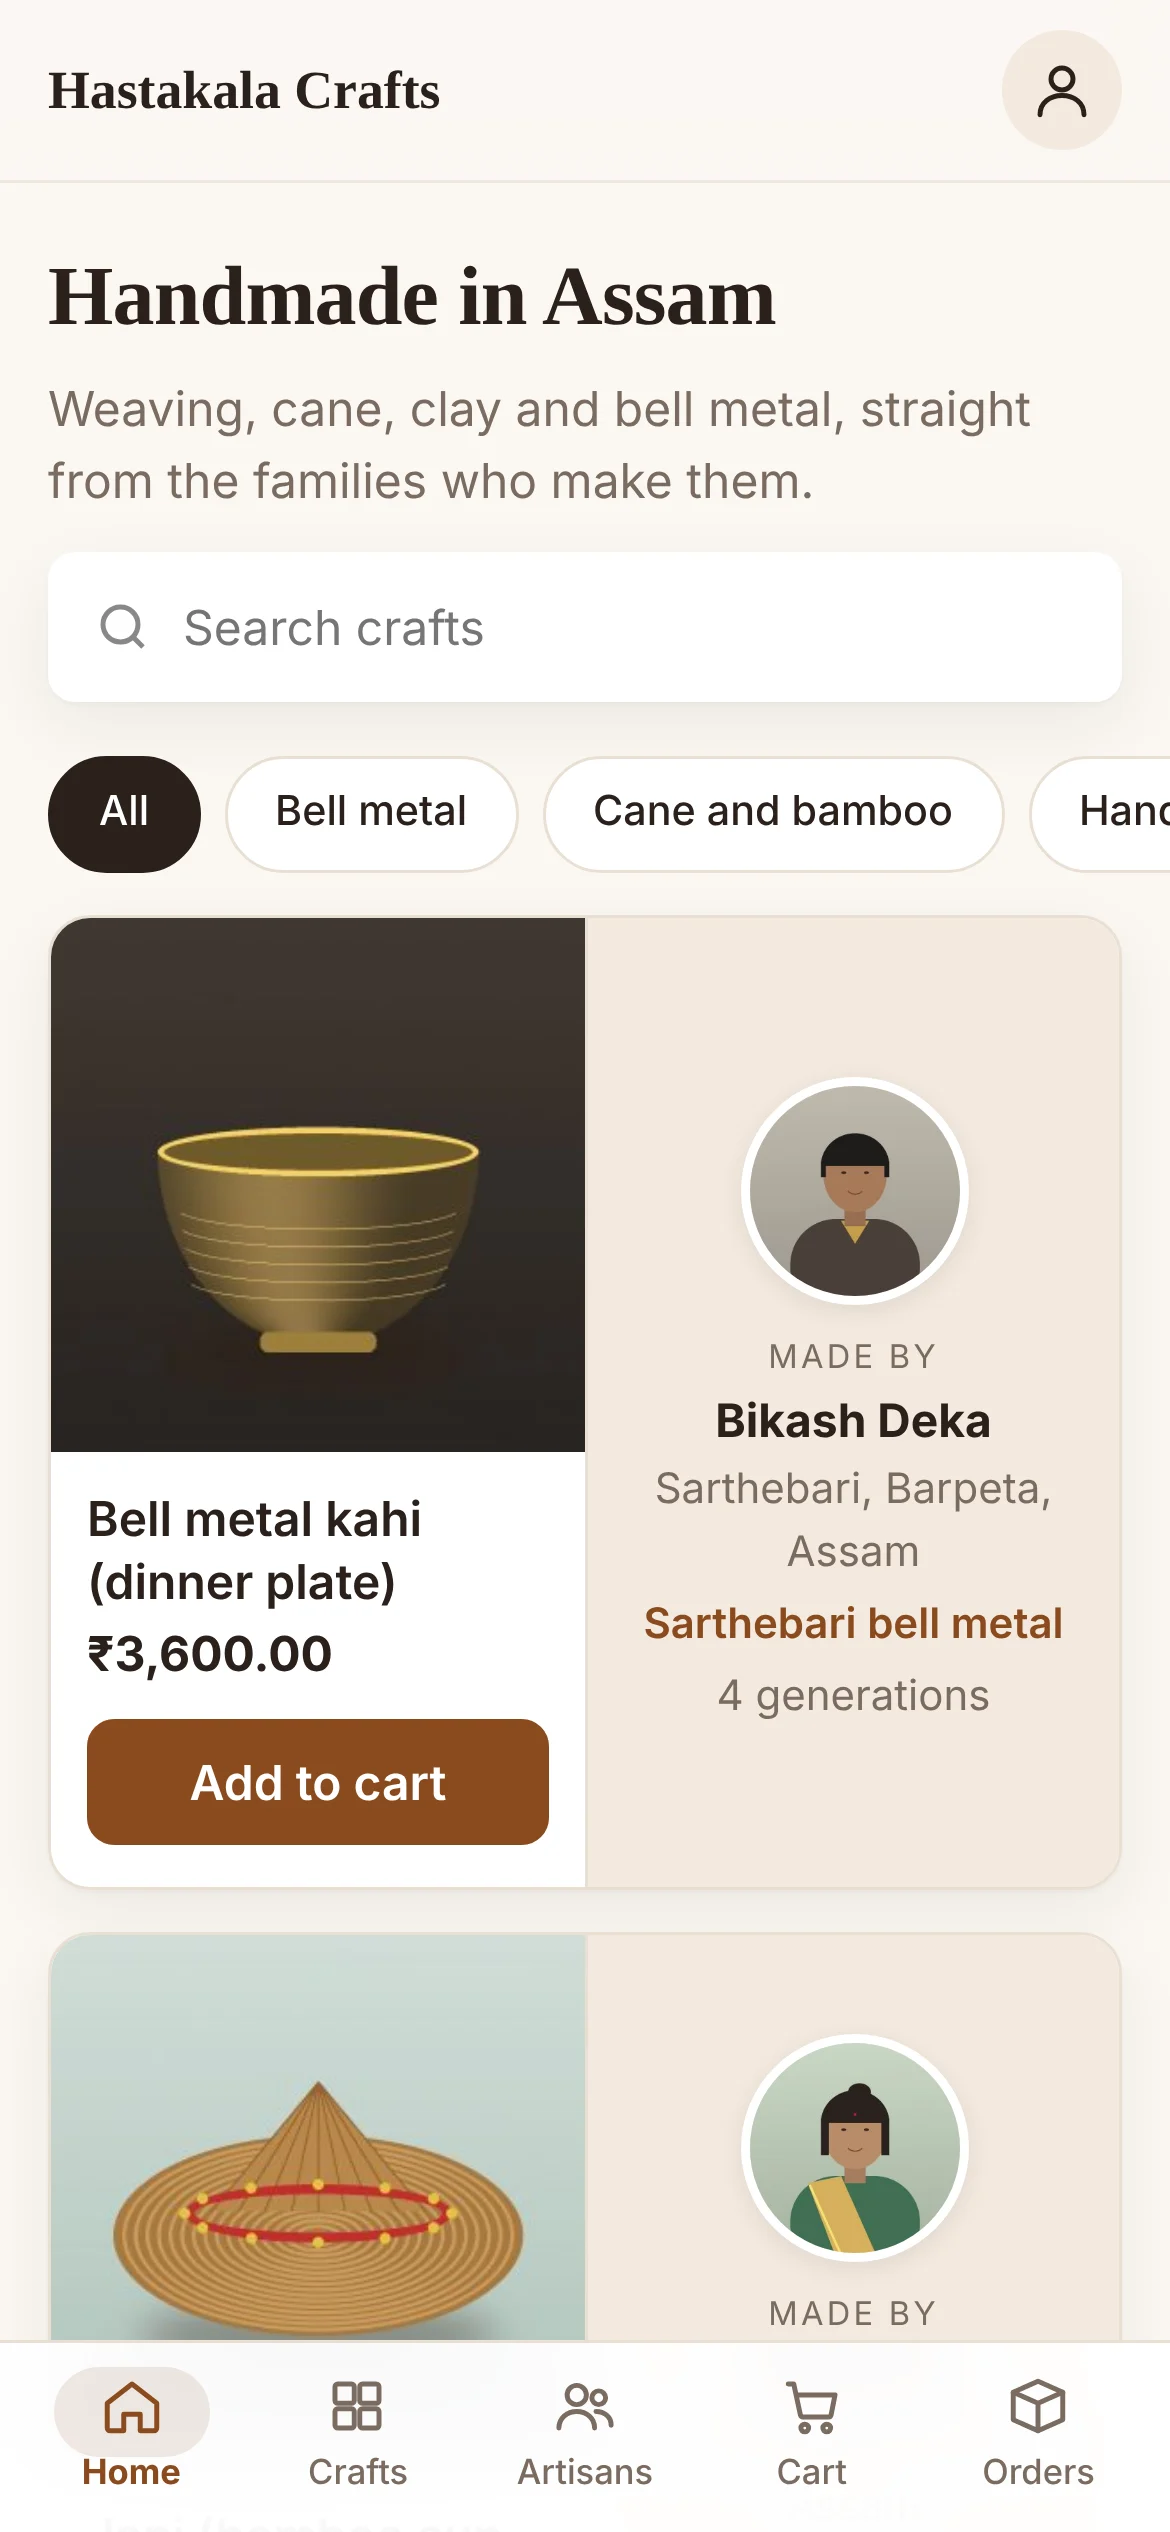 Hastakala Crafts
Handmade in Assam
Weaving, cane, clay and bell metal, straight
from the families who make them.
Search crafts
All
Bell metal
Cane and bamboo
MADE BY
Bikash Deka
Sarthebari, Barpeta,
Assam
Sarthebari bell metal
4 generations
Bell metal kahi
(dinner plate)
₹3,600.00
Add to cart
MADE BY
Home
Crafts
Artisans
Cart
Orders